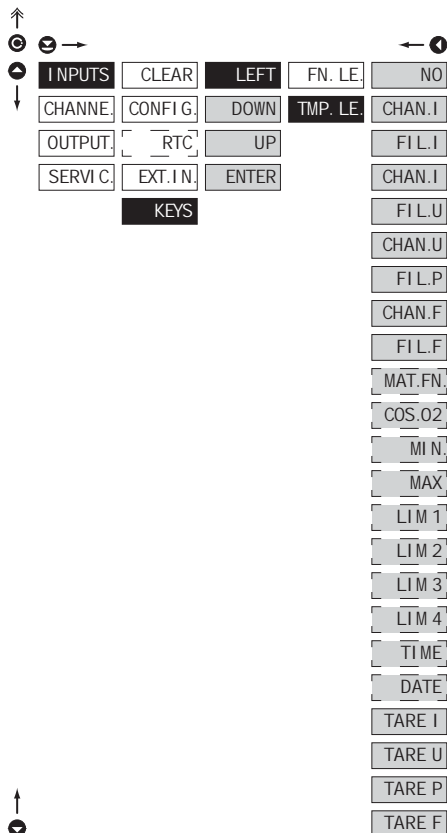 INPUTS CLEAR LEFT FN. LE. NO
CHANNE. CONFIG. DOWN TMP. LE. CHAN.I
OUTPUT. RTC UP FIL.I
SERVIC. EXT.IN. ENTER CHAN.I
KEYS FIL.U
CHAN.U
FIL.P
CHAN.F
FIL.F
MAT.FN.
COS.02
MIN.
MAX
LIM 1
LIM 2
LIM 3
LIM 4
TIME
DATE
TARE I
TARE U
TARE P
TARE F